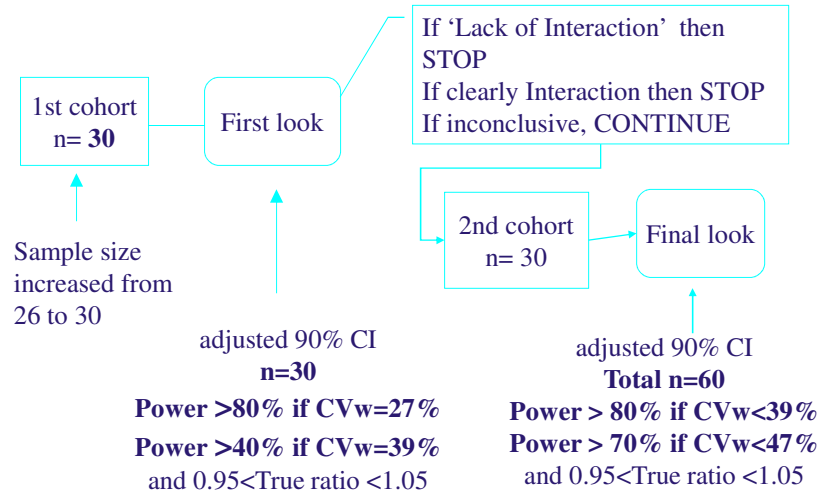 If ‘Lack of Interaction’ then
STOP
If clearly Interaction then STOP
If inconclusive, CONTINUE
1st cohort
n= 30
First look
2nd cohort
n= 30
Final look
Sample size
increased from
26 to 30
adjusted 90% CI
n=30
Power >80% if CVw=27%
Power >40% if CVw=39%
and 0.95<True ratio <1.05
adjusted 90% CI
Total n=60
Power > 80% if CVw<39%
Power > 70% if CVw<47%
and 0.95<True ratio <1.05